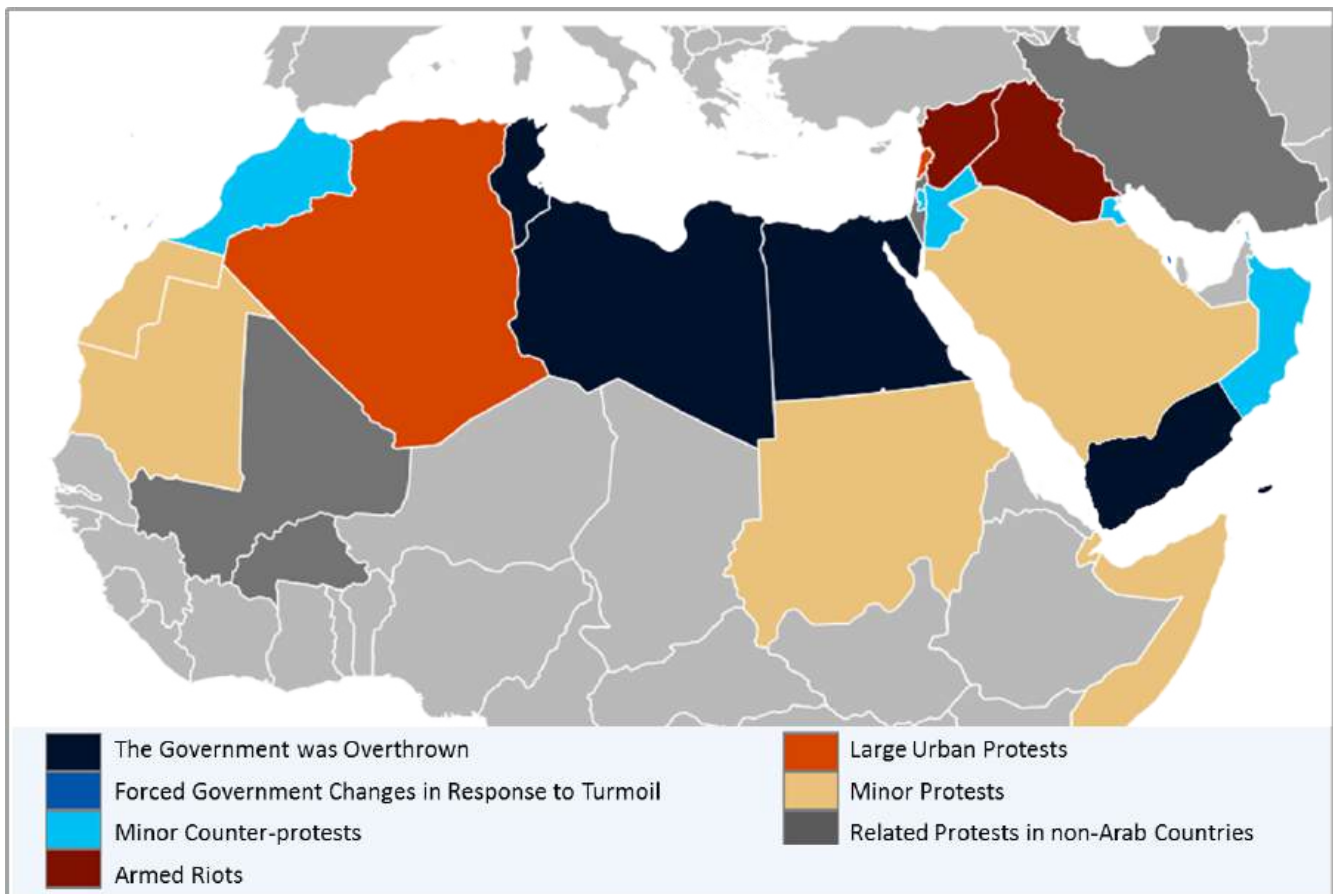 The Government was Overthrown
Forced Government Changes in Response to Turmoil
Minor Counter-protests
Armed Riots
Large Urban Protests
Minor Protests
Related Protests in non-Arab Countries